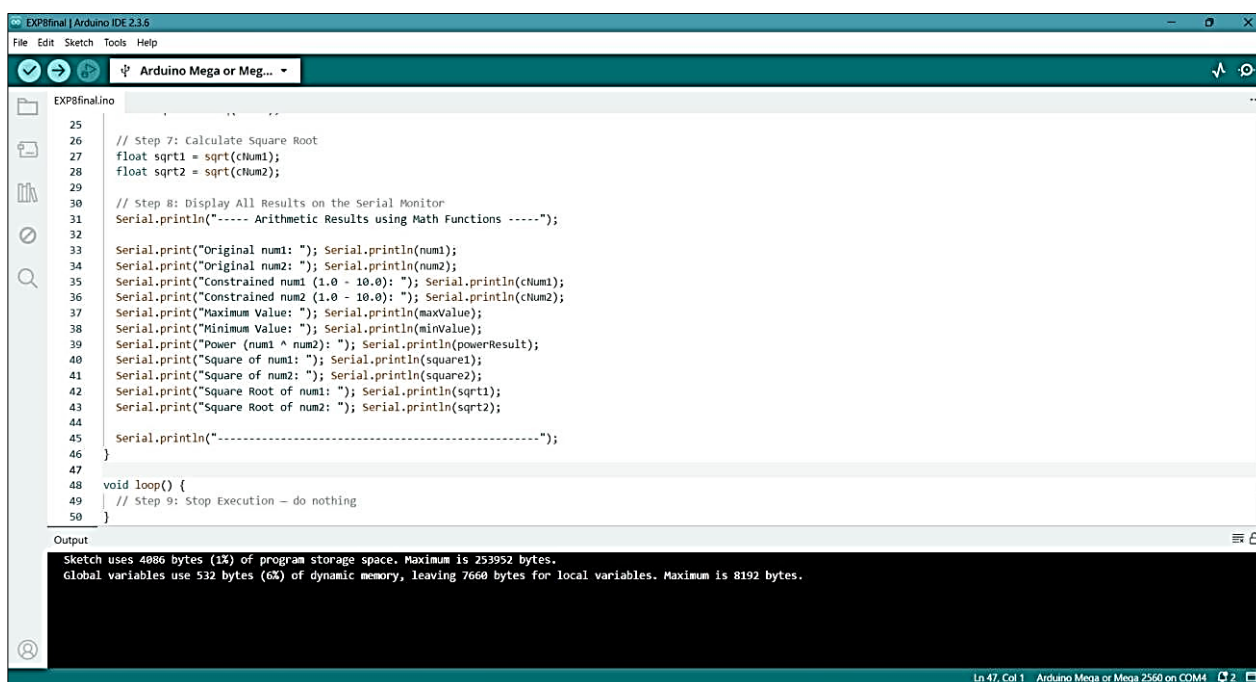 EXP8final | Arduino IDE 2.3.6
File Edit Sketch Tools Help
Arduino Mega or Meg...
EXP8final.ino
25
26 // Step 7: Calculate Square Root
27 float sqrt1 = sqrt(cNum1);
28 float sqrt2 = sqrt(cNum2);
29
30 // Step 8: Display All Results on the Serial Monitor
31 Serial.println("----- Arithmetic Results using Math Functions -----");
32
33 Serial.print("Original num1: "); Serial.println(num1);
34 Serial.print("Original num2: "); Serial.println(num2);
35 Serial.print("Constrained num1 (1.0 - 10.0): "); Serial.println(cNum1);
36 Serial.print("Constrained num2 (1.0 - 10.0): "); Serial.println(cNum2);
37 Serial.print("Maximum Value: "); Serial.println(maxValue);
38 Serial.print("Minimum Value: "); Serial.println(minValue);
39 Serial.print("Power (num1 ^ num2): "); Serial.println(powerResult);
40 Serial.print("Square of num1: "); Serial.println(square1);
41 Serial.print("Square of num2: "); Serial.println(square2);
42 Serial.print("Square Root of num1: "); Serial.println(sqrt1);
43 Serial.print("Square Root of num2: "); Serial.println(sqrt2);
44
45 Serial.println("---------------------------------------------------");
46 }
47
48 void loop() {
49 // Step 9: Stop Execution – do nothing
50 }
Output
Sketch uses 4086 bytes (1%) of program storage space. Maximum is 253952 bytes.
Global variables use 532 bytes (6%) of dynamic memory, leaving 7660 bytes for local variables. Maximum is 8192 bytes.
Ln 47, Col 1 Arduino Mega or Mega 2560 on COM4 2